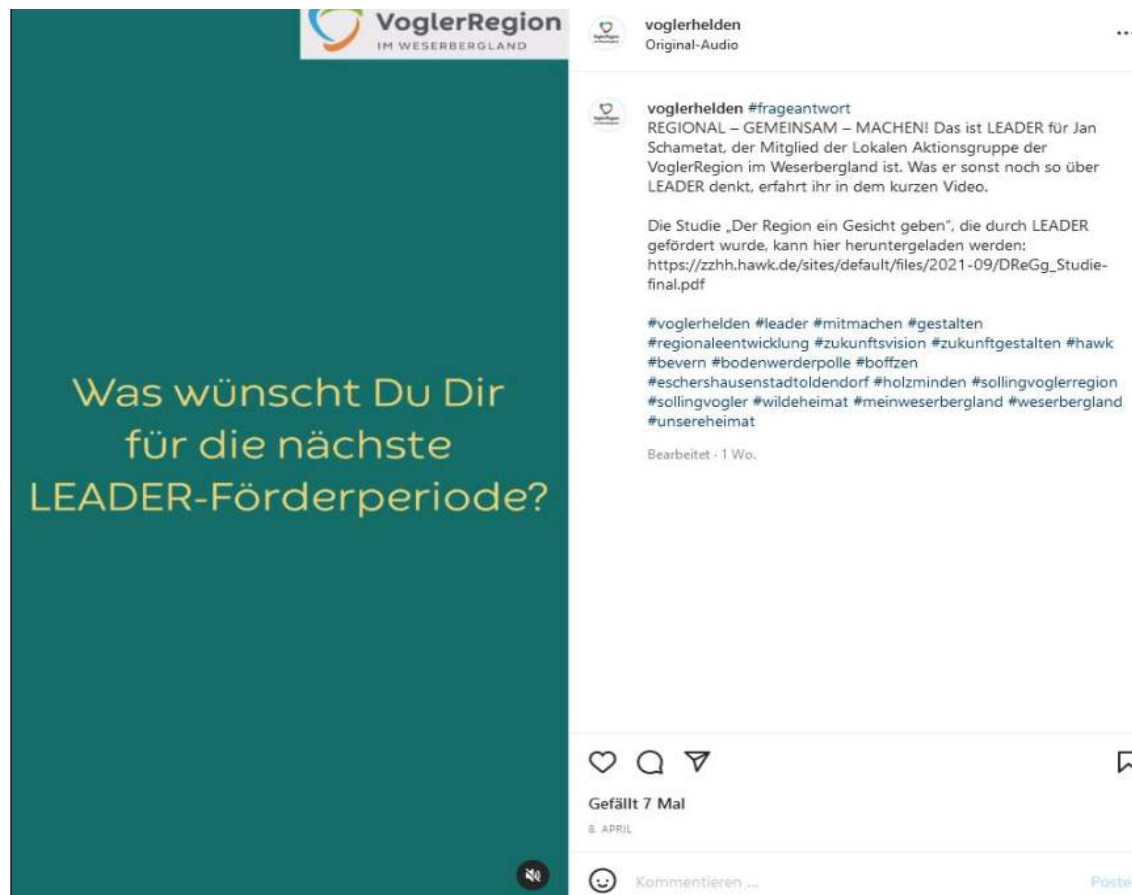 VoglerRegion
IM WESERBERGLAND
Was wünscht Du Dir
für die nächste
LEADER-Förderperiode?
voglerhelden
Original-Audio
voglerhelden #frageantwort
REGIONAL – GEMEINSAM – MACHEN! Das ist LEADER für Jan
Schametat, der Mitglied der Lokalen Aktionsgruppe der
VoglerRegion im Weserbergland ist. Was er sonst noch so über
LEADER denkt, erfahrt ihr in dem kurzen Video.
Die Studie „Der Region ein Gesicht geben“, die durch LEADER
gefördert wurde, kann hier heruntergeladen werden:
https://zzhh.hawk.de/sites/default/files/2021-09/DReGg_Studie-
final.pdf
#voglerhelden #leader #mitmachen #gestalten
#regionaleentwicklung #zukunftsvision #zukunftgestalten #hawk
#bevern #bodenwerderpolle #boffzen
#eschershausenstadtoldendorf #holzminden #sollingvoglerregion
#sollingvogler #wildeheimat #meinweserbergland #weserbergland
#unsereheimat
Bearbeitet · 1 Wo.
Gefällt 7 Mal
8. APRIL
Kommentieren ...